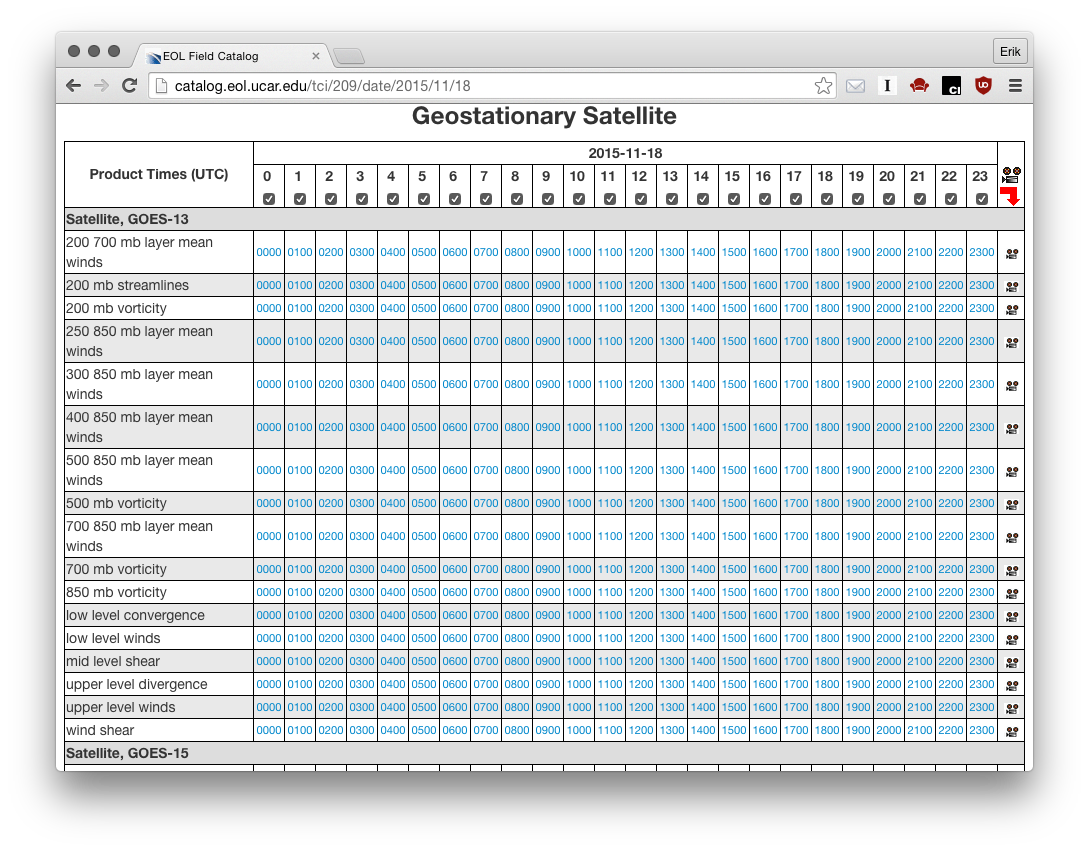 EOL Field Catalog
Erik
catalog.eol.ucar.edu/tci/209/date/2015/11/18
Geostationary Satellite
2015-11-18
Product Times (UTC) 0 1 2 3 4 5 6 7 8 9 10 11 12 13 14 15 16 17 18 19 20 21 22 23
Satellite, GOES-13
200 700 mb layer mean
winds
0000 0100 0200 0300 0400 0500 0600 0700 0800 0900 1000 1100 1200 1300 1400 1500 1600 1700 1800 1900 2000 2100 2200 2300
200 mb streamlines 0000 0100 0200 0300 0400 0500 0600 0700 0800 0900 1000 1100 1200 1300 1400 1500 1600 1700 1800 1900 2000 2100 2200 2300
200 mb vorticity 0000 0100 0200 0300 0400 0500 0600 0700 0800 0900 1000 1100 1200 1300 1400 1500 1600 1700 1800 1900 2000 2100 2200 2300
250 850 mb layer mean
winds
0000 0100 0200 0300 0400 0500 0600 0700 0800 0900 1000 1100 1200 1300 1400 1500 1600 1700 1800 1900 2000 2100 2200 2300
300 850 mb layer mean
winds
0000 0100 0200 0300 0400 0500 0600 0700 0800 0900 1000 1100 1200 1300 1400 1500 1600 1700 1800 1900 2000 2100 2200 2300
400 850 mb layer mean
winds
0000 0100 0200 0300 0400 0500 0600 0700 0800 0900 1000 1100 1200 1300 1400 1500 1600 1700 1800 1900 2000 2100 2200 2300
500 850 mb layer mean
winds
0000 0100 0200 0300 0400 0500 0600 0700 0800 0900 1000 1100 1200 1300 1400 1500 1600 1700 1800 1900 2000 2100 2200 2300
500 mb vorticity 0000 0100 0200 0300 0400 0500 0600 0700 0800 0900 1000 1100 1200 1300 1400 1500 1600 1700 1800 1900 2000 2100 2200 2300
700 850 mb layer mean
winds
0000 0100 0200 0300 0400 0500 0600 0700 0800 0900 1000 1100 1200 1300 1400 1500 1600 1700 1800 1900 2000 2100 2200 2300
700 mb vorticity 0000 0100 0200 0300 0400 0500 0600 0700 0800 0900 1000 1100 1200 1300 1400 1500 1600 1700 1800 1900 2000 2100 2200 2300
850 mb vorticity 0000 0100 0200 0300 0400 0500 0600 0700 0800 0900 1000 1100 1200 1300 1400 1500 1600 1700 1800 1900 2000 2100 2200 2300
low level convergence 0000 0100 0200 0300 0400 0500 0600 0700 0800 0900 1000 1100 1200 1300 1400 1500 1600 1700 1800 1900 2000 2100 2200 2300
low level winds 0000 0100 0200 0300 0400 0500 0600 0700 0800 0900 1000 1100 1200 1300 1400 1500 1600 1700 1800 1900 2000 2100 2200 2300
mid level shear 0000 0100 0200 0300 0400 0500 0600 0700 0800 0900 1000 1100 1200 1300 1400 1500 1600 1700 1800 1900 2000 2100 2200 2300
upper level divergence 0000 0100 0200 0300 0400 0500 0600 0700 0800 0900 1000 1100 1200 1300 1400 1500 1600 1700 1800 1900 2000 2100 2200 2300
upper level winds 0000 0100 0200 0300 0400 0500 0600 0700 0800 0900 1000 1100 1200 1300 1400 1500 1600 1700 1800 1900 2000 2100 2200 2300
wind shear 0000 0100 0200 0300 0400 0500 0600 0700 0800 0900 1000 1100 1200 1300 1400 1500 1600 1700 1800 1900 2000 2100 2200 2300
Satellite, GOES-15